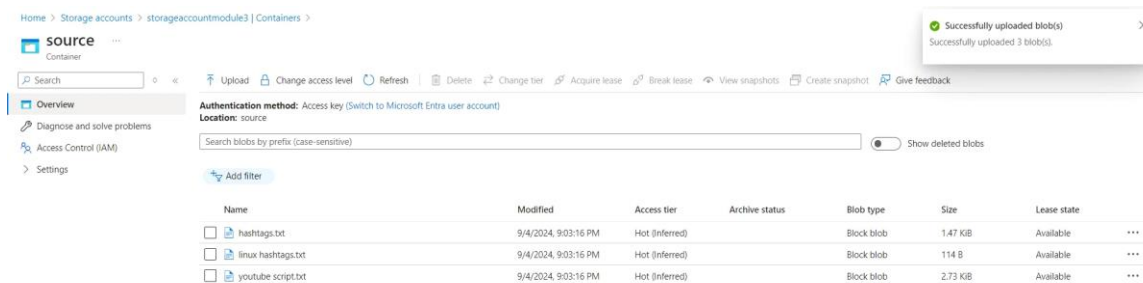 Home > Storage accounts > storageaccountmodule3 | Containers >
source ...
Container
Successfully uploaded blob(s)
Successfully uploaded 3 blob(s).
Search
Overview
Diagnose and solve problems
Access Control (IAM)
Settings
Upload Change access level Refresh Delete Change tier Acquire lease Break lease View snapshots Create snapshot Give feedback
Authentication method: Access key (Switch to Microsoft Entra user account)
Location: source
Search blobs by prefix (case-sensitive)
Show deleted blobs
Add filter
Name Modified Access tier Archive status Blob type Size Lease state
hashtags.txt 9/4/2024, 9:03:16 PM Hot (Inferred) Block blob 1.47 KiB Available ...
linux hashtags.txt 9/4/2024, 9:03:16 PM Hot (Inferred) Block blob 114 B Available ...
youtube script.txt 9/4/2024, 9:03:16 PM Hot (Inferred) Block blob 2.73 KiB Available ...